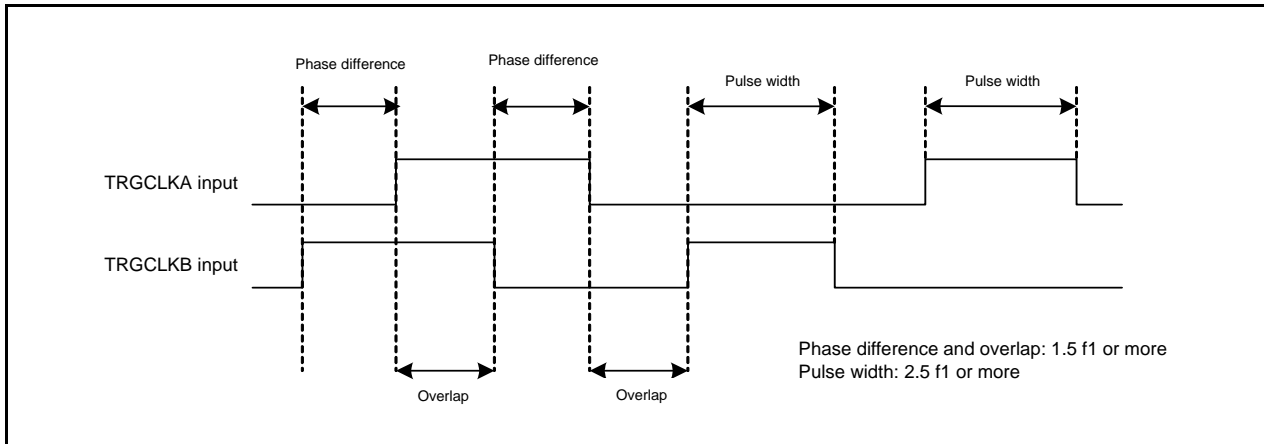 Phase difference
Phase difference
Pulse width
Pulse width
TRGCLKA input
TRGCLKB input
Phase difference and overlap: 1.5 f1 or more
Pulse width: 2.5 f1 or more
Overlap
Overlap